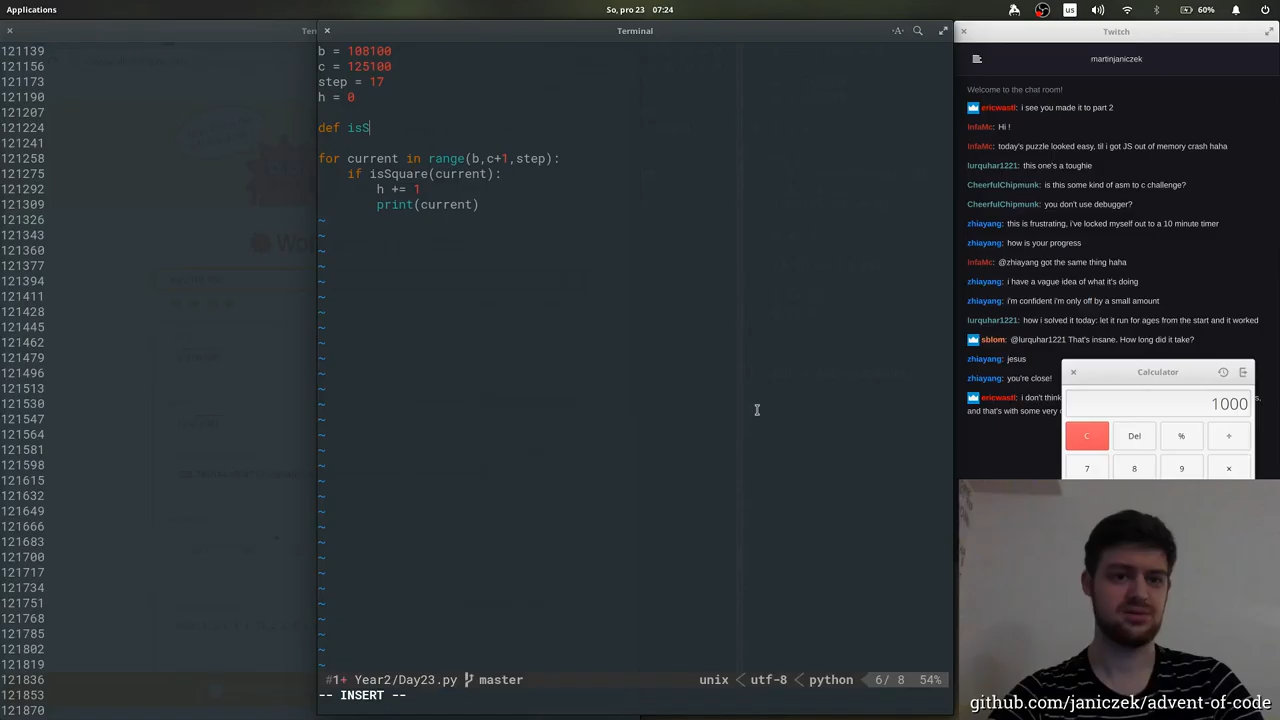 Applications
So, pro 23 07:24
us
60%
Terminal
Twitch
121139
121156
121173
121190
121207
121224
121241
121258
121275
121292
121309
121326
121343
121360
121377
121394
121411
121428
121445
121462
121479
121496
121513
121530
121547
121564
121581
121598
121615
121632
121649
121666
121683
121700
121717
121734
121751
121768
121785
121802
121819
121836
121853
121870
b = 108100
c = 125100
step = 17
h = 0
def isS
for current in range(b,c+1,step):
if isSquare(current):
h += 1
print(current)
#1+ Year2/Day23.py master unix utf-8 python 6/ 8 54%
-- INSERT --
martinjaniczek
Welcome to the chat room!
ericwastl: i see you made it to part 2
InfaMc: Hi !
InfaMc: today's puzzle looked easy, til i got JS out of memory crash haha
lurquhar1221: this one's a toughie
CheerfulChipmunk: is this some kind of asm to c challenge?
CheerfulChipmunk: you don't use debugger?
zhiayang: this is frustrating, i've locked myself out to a 10 minute timer
zhiayang: how is your progress
InfaMc: @zhiayang got the same thing haha
zhiayang: i have a vague idea of what it's doing
zhiayang: i'm confident i'm only off by a small amount
lurquhar1221: how i solved it today: let it run for ages from the start and it worked
sblom: @lurquhar1221 That's insane. How long did it take?
zhiayang: jesus
zhiayang: you're close!
ericwastl: i don't think
and that's with some very
Calculator
1000
C Del % ÷
7 8 9 ×
github.com/janiczek/advent-of-code